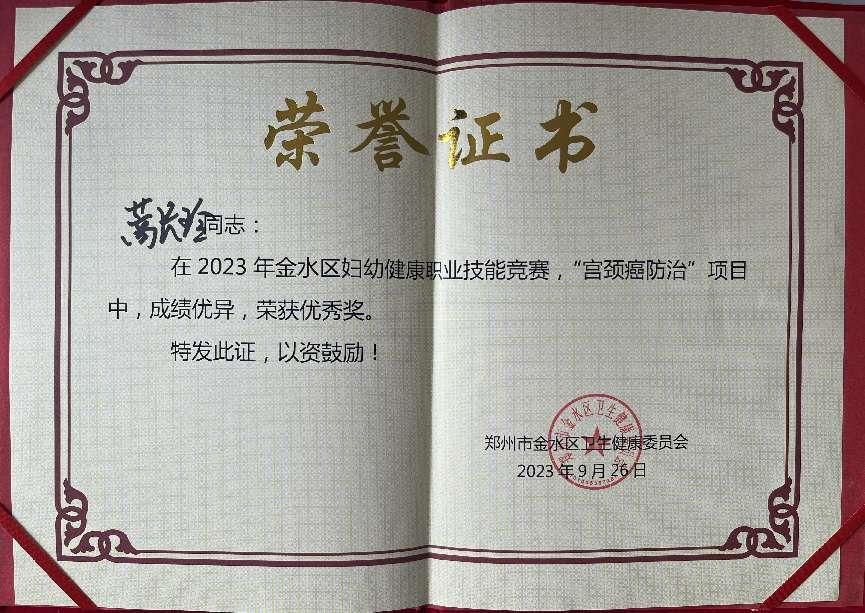 荣誉证书
同志：
在 2023 年金水区妇幼健康职业技能竞赛，“宫颈癌防治”项目
中，成绩优异，荣获优秀奖。
特发此证，以资鼓励！
郑州市金水区卫生健康委员会
2023 年 9 月 26 日